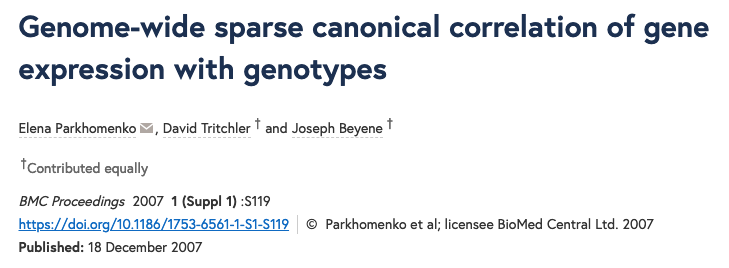 Genome-wide sparse canonical correlation of gene
expression with genotypes
Elena Parkhomenko, David Tritchler † and Joseph Beyene †
†Contributed equally
BMC Proceedings 2007 1 (Suppl 1) :S119
https://doi.org/10.1186/1753-6561-1-S1-S119 © Parkhomenko et al; licensee BioMed Central Ltd. 2007
Published: 18 December 2007